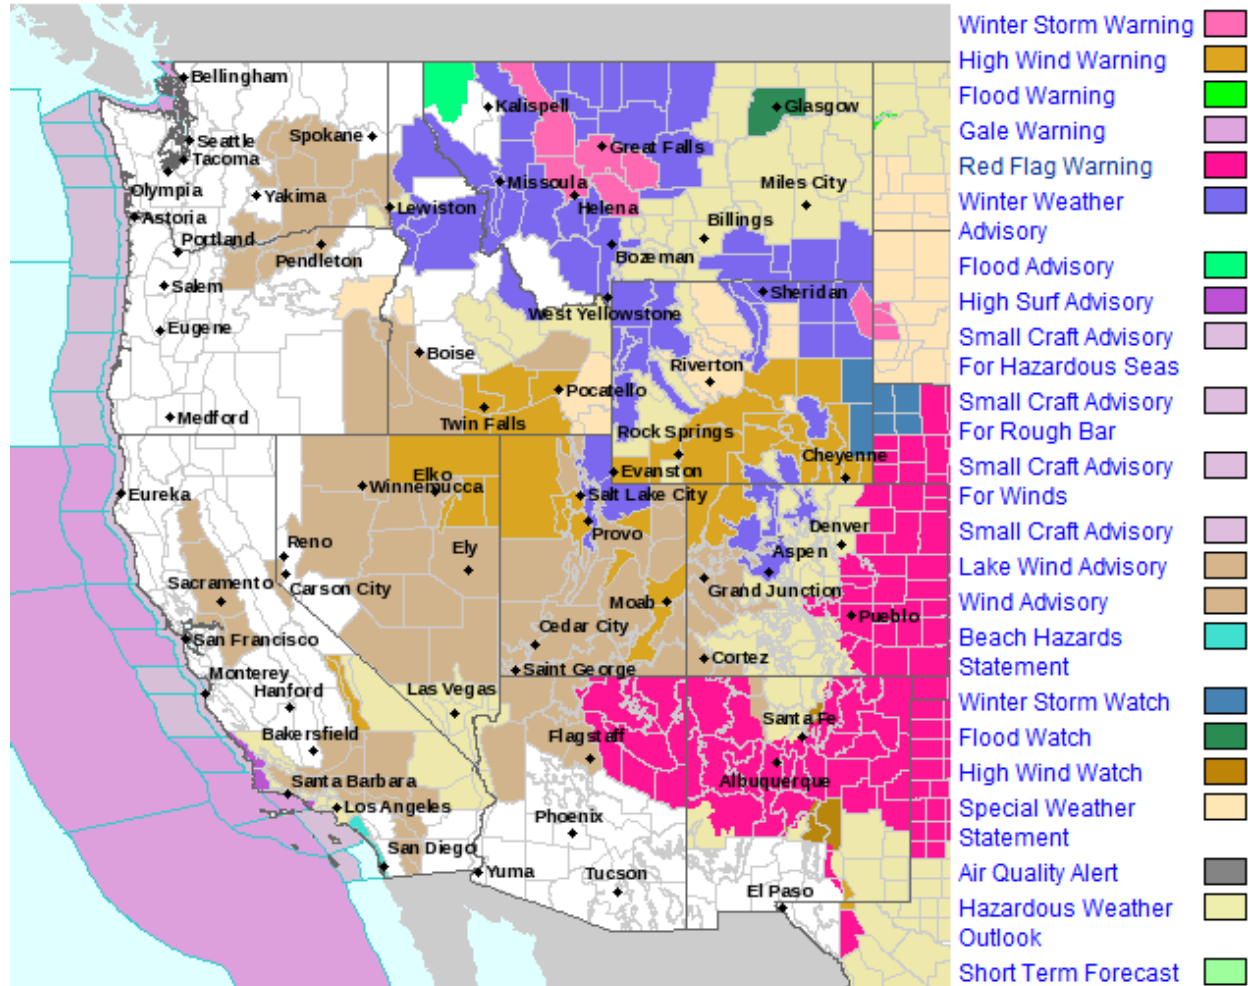 Bellingham
Kalispell
Glasgow
Seattle
Spokane
Great Falls
Tacoma
Olympia
Yakima
Missoula
Miles City
Astoria
Lewiston
Helena
Billings
Portland
Pendleton
Bozeman
Salem
Sheridan
West Yellowstone
Eugene
Boise
Riverton
Pocatello
Medford
Twin Falls
Rock Springs
Cheyenne
Elko
Evanston
Winnemucca
Eureka
Salt Lake City
Denver
Provo
Reno
Ely
Aspen
Sacramento
Carson City
Grand Junction
Moab
Pueblo
Cedar City
San Francisco
Cortez
Saint George
Monterey
Hanford
Las Vegas
Santa Fe
Bakersfield
Flagstaff
Albuquerque
Santa Barbara
Los Angeles
Phoenix
San Diego
Yuma
Tucson
El Paso
Winter Storm Warning
High Wind Warning
Flood Warning
Gale Warning
Red Flag Warning
Winter Weather
Advisory
Flood Advisory
High Surf Advisory
Small Craft Advisory
For Hazardous Seas
Small Craft Advisory
For Rough Bar
Small Craft Advisory
For Winds
Small Craft Advisory
Lake Wind Advisory
Wind Advisory
Beach Hazards
Statement
Winter Storm Watch
Flood Watch
High Wind Watch
Special Weather
Statement
Air Quality Alert
Hazardous Weather
Outlook
Short Term Forecast